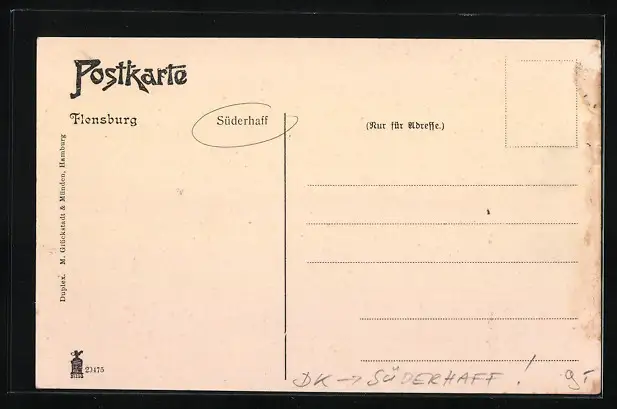 Postkarte
Flensburg
Süderhaff
(Nur für Adresse.)
Duplex. M. Glückstadt & Münden, Hamburg
23475
DK → SÜDERHAFF!